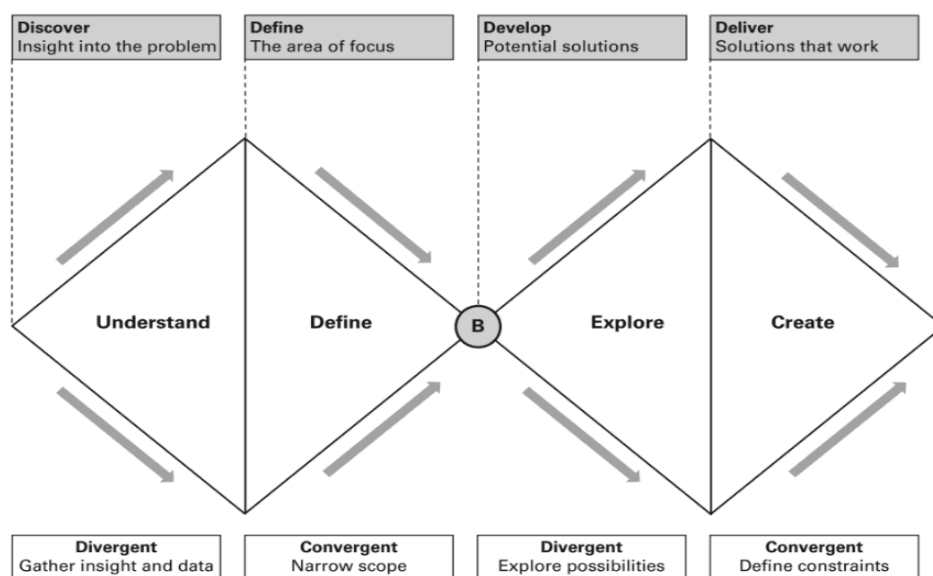 Discover
Insight into the problem
Define
The area of focus
Develop
Potential solutions
Deliver
Solutions that work
Understand
Define
B
Explore
Create
Divergent
Gather insight and data
Convergent
Narrow scope
Divergent
Explore possibilities
Convergent
Define constraints